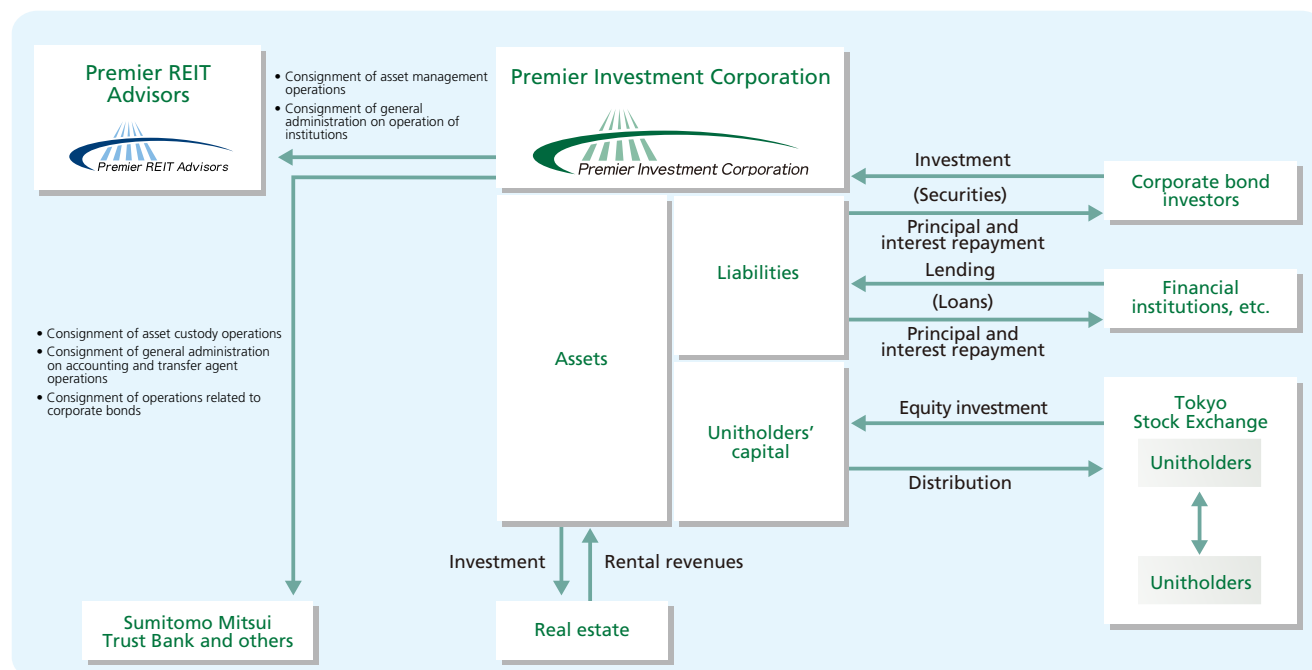 Premier REIT
Advisors
Premier REIT Advisors
• Consignment of asset management
operations
• Consignment of general
administration on operation of
institutions
Premier Investment Corporation
Premier Investment Corporation
Investment
(Securities)
Principal and
interest repayment
Corporate bond
investors
Liabilities
Lending
(Loans)
Principal and
interest repayment
Financial
institutions, etc.
• Consignment of asset custody operations
• Consignment of general administration
on accounting and transfer agent
operations
• Consignment of operations related to
corporate bonds
Assets
Unitholders'
capital
Equity investment
Distribution
Tokyo
Stock Exchange
Unitholders
Unitholders
Investment
Rental revenues
Sumitomo Mitsui
Trust Bank and others
Real estate